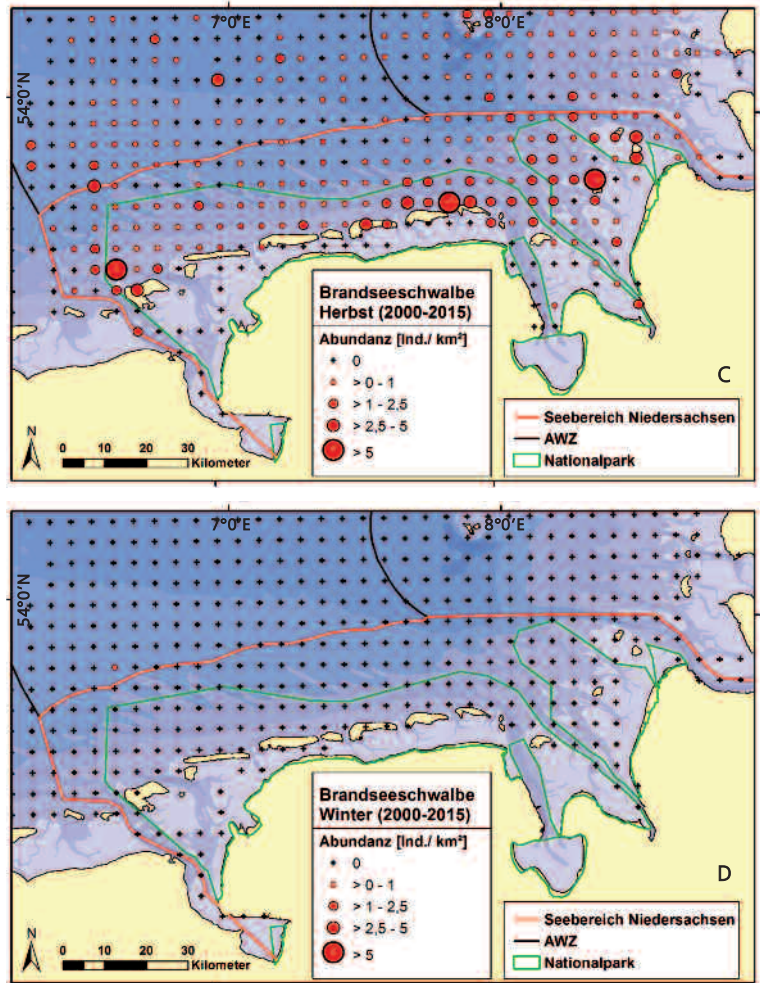 7°0'E 8°0'E
54°0'N
Brandseeschwalbe
Herbst (2000-2015)
Abundanz [Ind./ km²]
0
> 0 - 1
> 1 - 2,5
> 2,5 - 5
> 5
C
Seebereich Niedersachsen
AWZ
Nationalpark
N
0 10 20 30
Kilometer
7°0'E 8°0'E
54°0'N
Brandseeschwalbe
Winter (2000-2015)
Abundanz [Ind./ km²]
0
> 0 - 1
> 1 - 2,5
> 2,5 - 5
> 5
D
Seebereich Niedersachsen
AWZ
Nationalpark
N
0 10 20 30
Kilometer